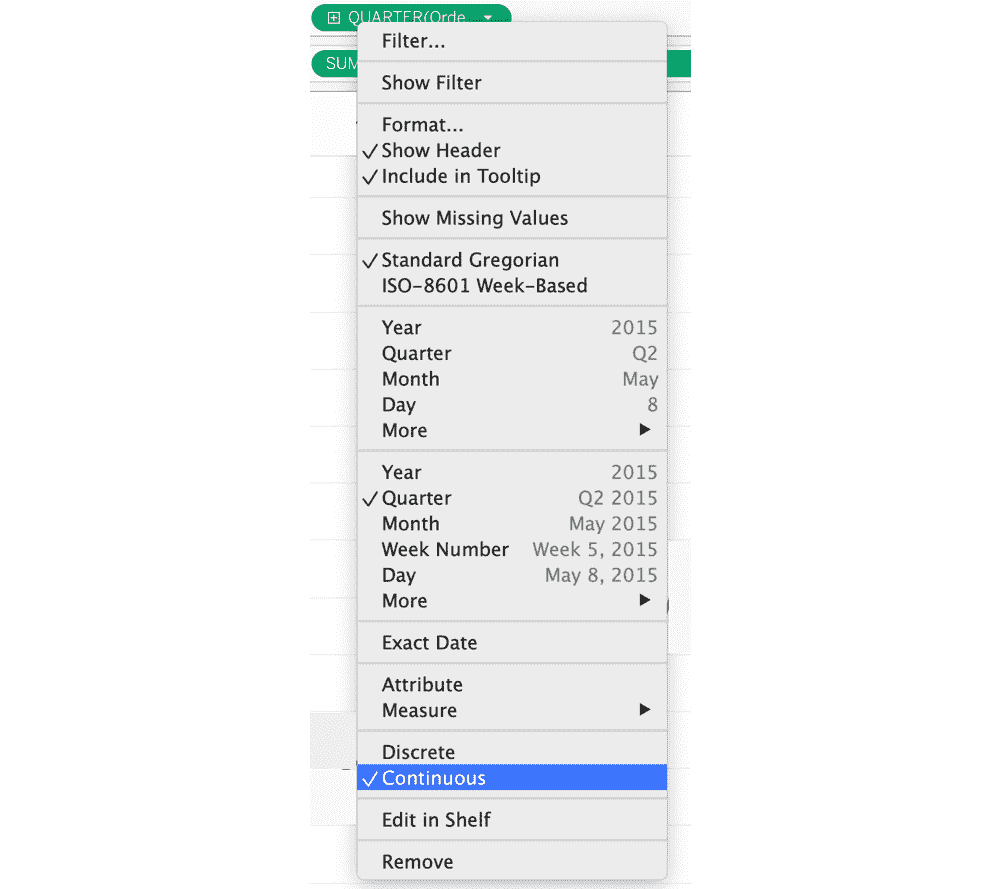 QUARTER(Orde...
SUM
Filter...
Show Filter
Format...
✓Show Header
✓Include in Tooltip
Show Missing Values
✓Standard Gregorian
ISO-8601 Week-Based
Year 2015
Quarter Q2
Month May
Day 8
More ▶
Year 2015
✓Quarter Q2 2015
Month May 2015
Week Number Week 5, 2015
Day May 8, 2015
More ▶
Exact Date
Attribute
Measure ▶
Discrete
✓Continuous
Edit in Shelf
Remove